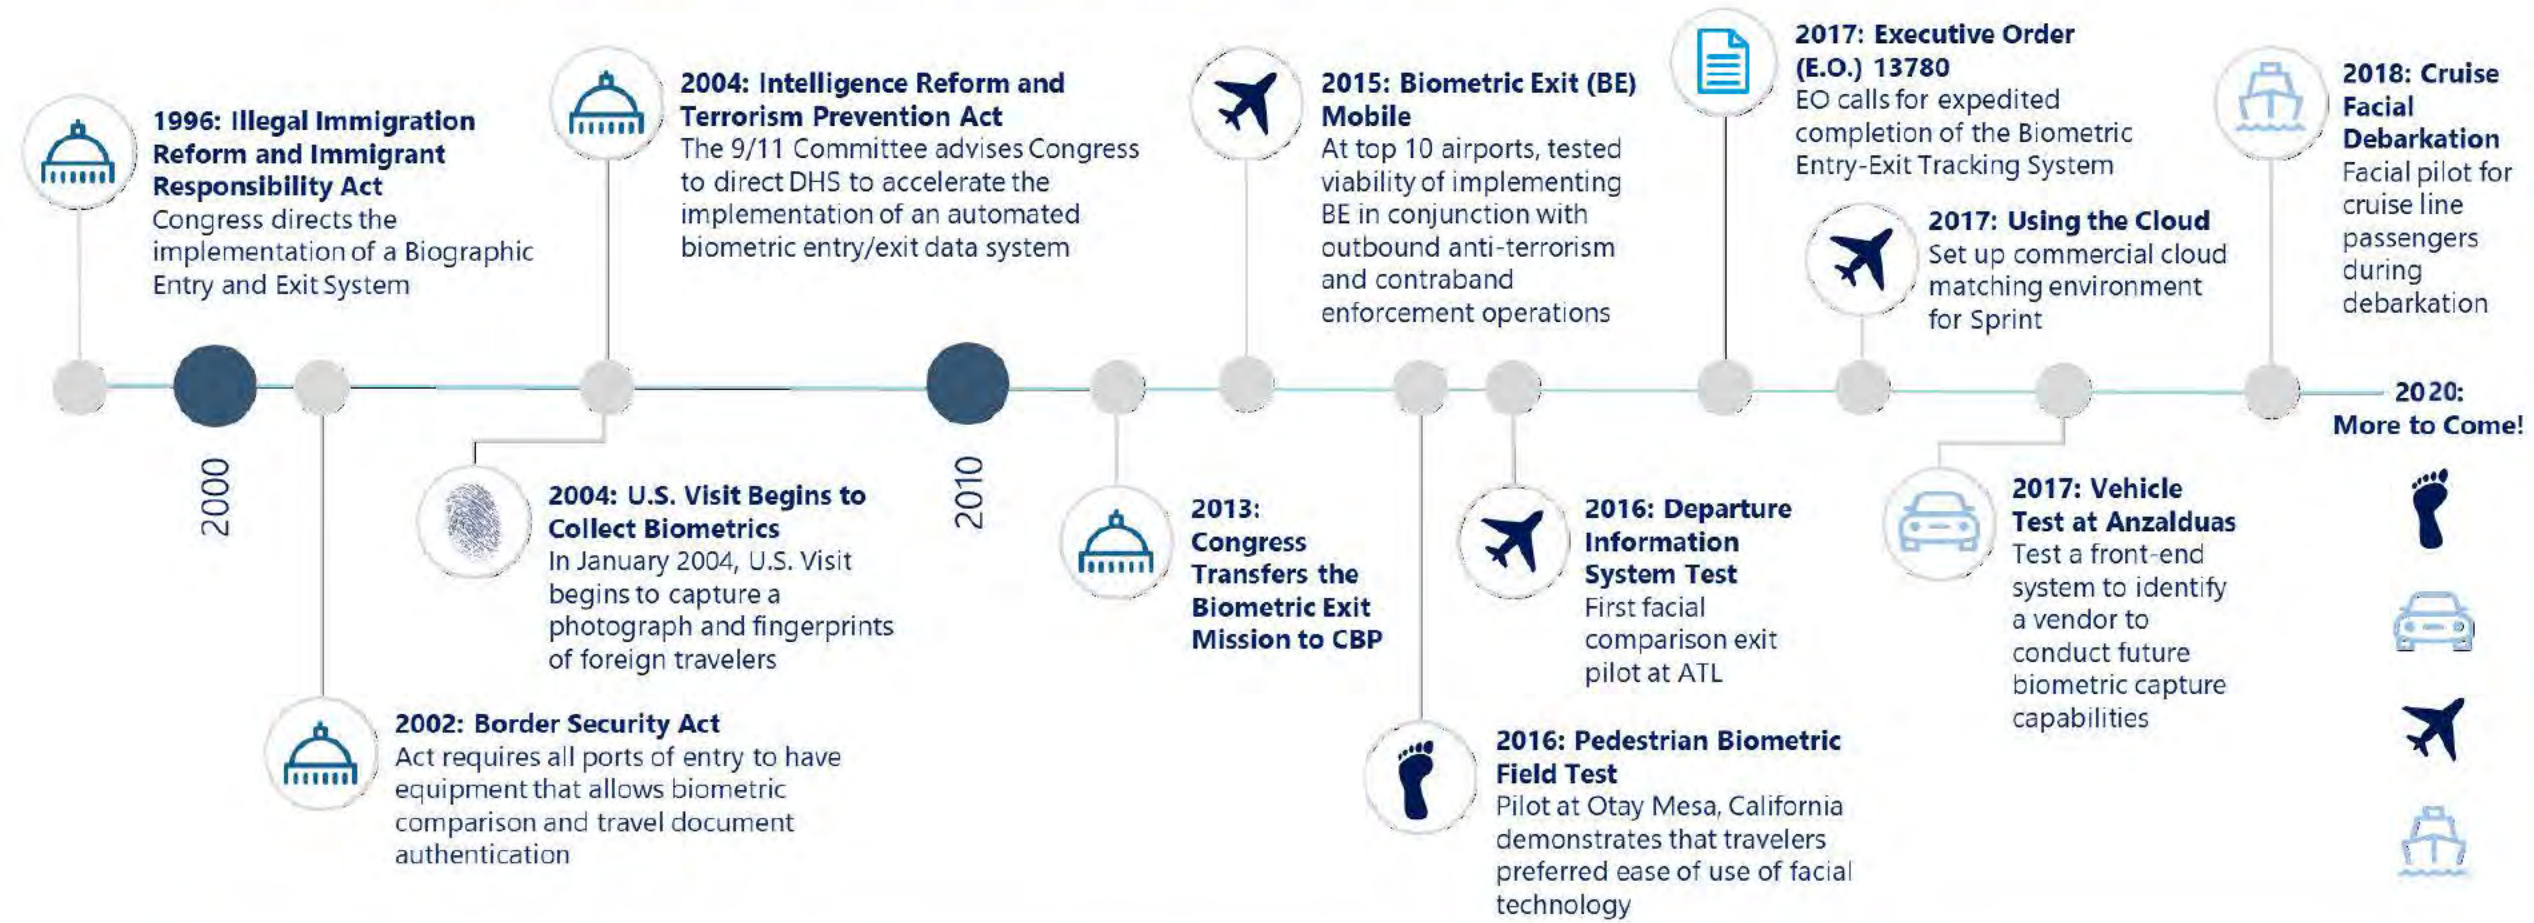 1996: Illegal Immigration
Reform and Immigrant
Responsibility Act
Congress directs the
implementation of a Biographic
Entry and Exit System
2004: Intelligence Reform and
Terrorism Prevention Act
The 9/11 Committee advises Congress
to direct DHS to accelerate the
implementation of an automated
biometric entry/exit data system
2015: Biometric Exit (BE)
Mobile
At top 10 airports, tested
viability of implementing
BE in conjunction with
outbound anti-terrorism
and contraband
enforcement operations
2017: Executive Order
(E.O.) 13780
EO calls for expedited
completion of the Biometric
Entry-Exit Tracking System
2017: Using the Cloud
Set up commercial cloud
matching environment
for Sprint
2018: Cruise
Facial
Debarkation
Facial pilot for
cruise line
passengers
during
debarkation
2000
2010
2020:
More to Come!
2002: Border Security Act
Act requires all ports of entry to have
equipment that allows biometric
comparison and travel document
authentication
2004: U.S. Visit Begins to
Collect Biometrics
In January 2004, U.S. Visit
begins to capture a
photograph and fingerprints
of foreign travelers
2013:
Congress
Transfers the
Biometric Exit
Mission to CBP
2016: Pedestrian Biometric
Field Test
Pilot at Otay Mesa, California
demonstrates that travelers
preferred ease of use of facial
technology
2016: Departure
Information
System Test
First facial
comparison exit
pilot at ATL
2017: Vehicle
Test at Anzalduas
Test a front-end
system to identify
a vendor to
conduct future
biometric capture
capabilities